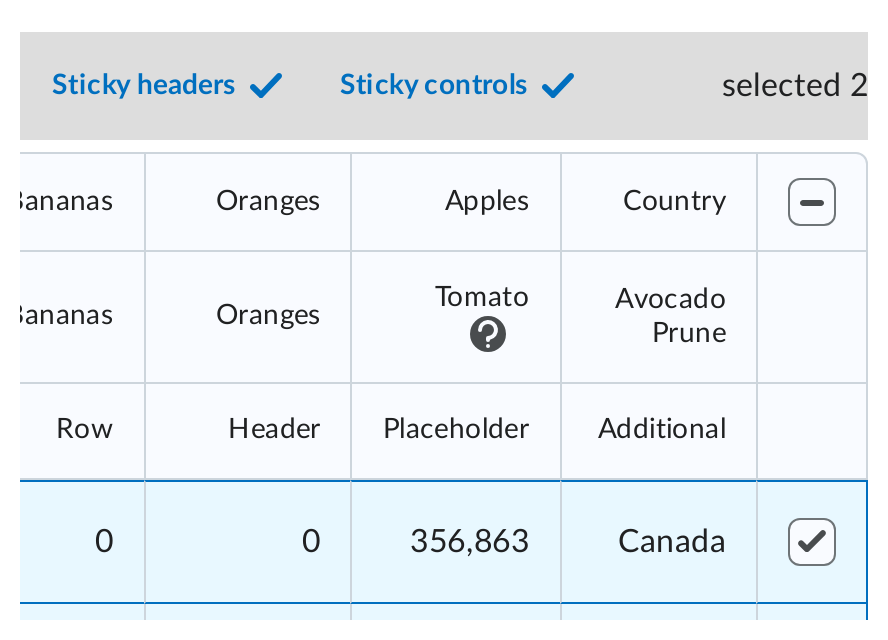 Sticky headers Sticky controls selected 2
Bananas Oranges Apples Country
Bananas Oranges Tomato Avocado
Prune
Row Header Placeholder Additional
0 0 356,863 Canada